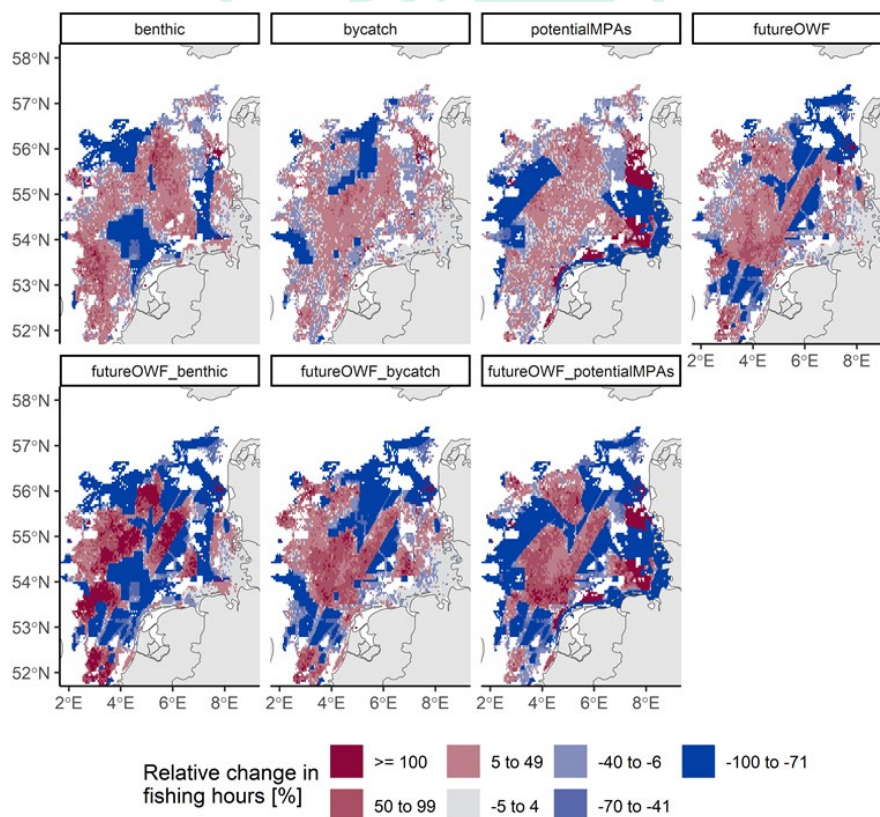 benthic bycatch potentialMPAs futureOWF
58°N
57°N
56°N
55°N
54°N
53°N
52°N
2°E 4°E 6°E 8°E
futureOWF_benthic futureOWF_bycatch futureOWF_potentialMPAs
58°N
57°N
56°N
55°N
54°N
53°N
52°N
2°E 4°E 6°E 8°E 2°E 4°E 6°E 8°E 2°E 4°E 6°E 8°E
Relative change in
fishing hours [%]
>= 100 5 to 49 -40 to -6 -100 to -71
50 to 99 -5 to 4 -70 to -41